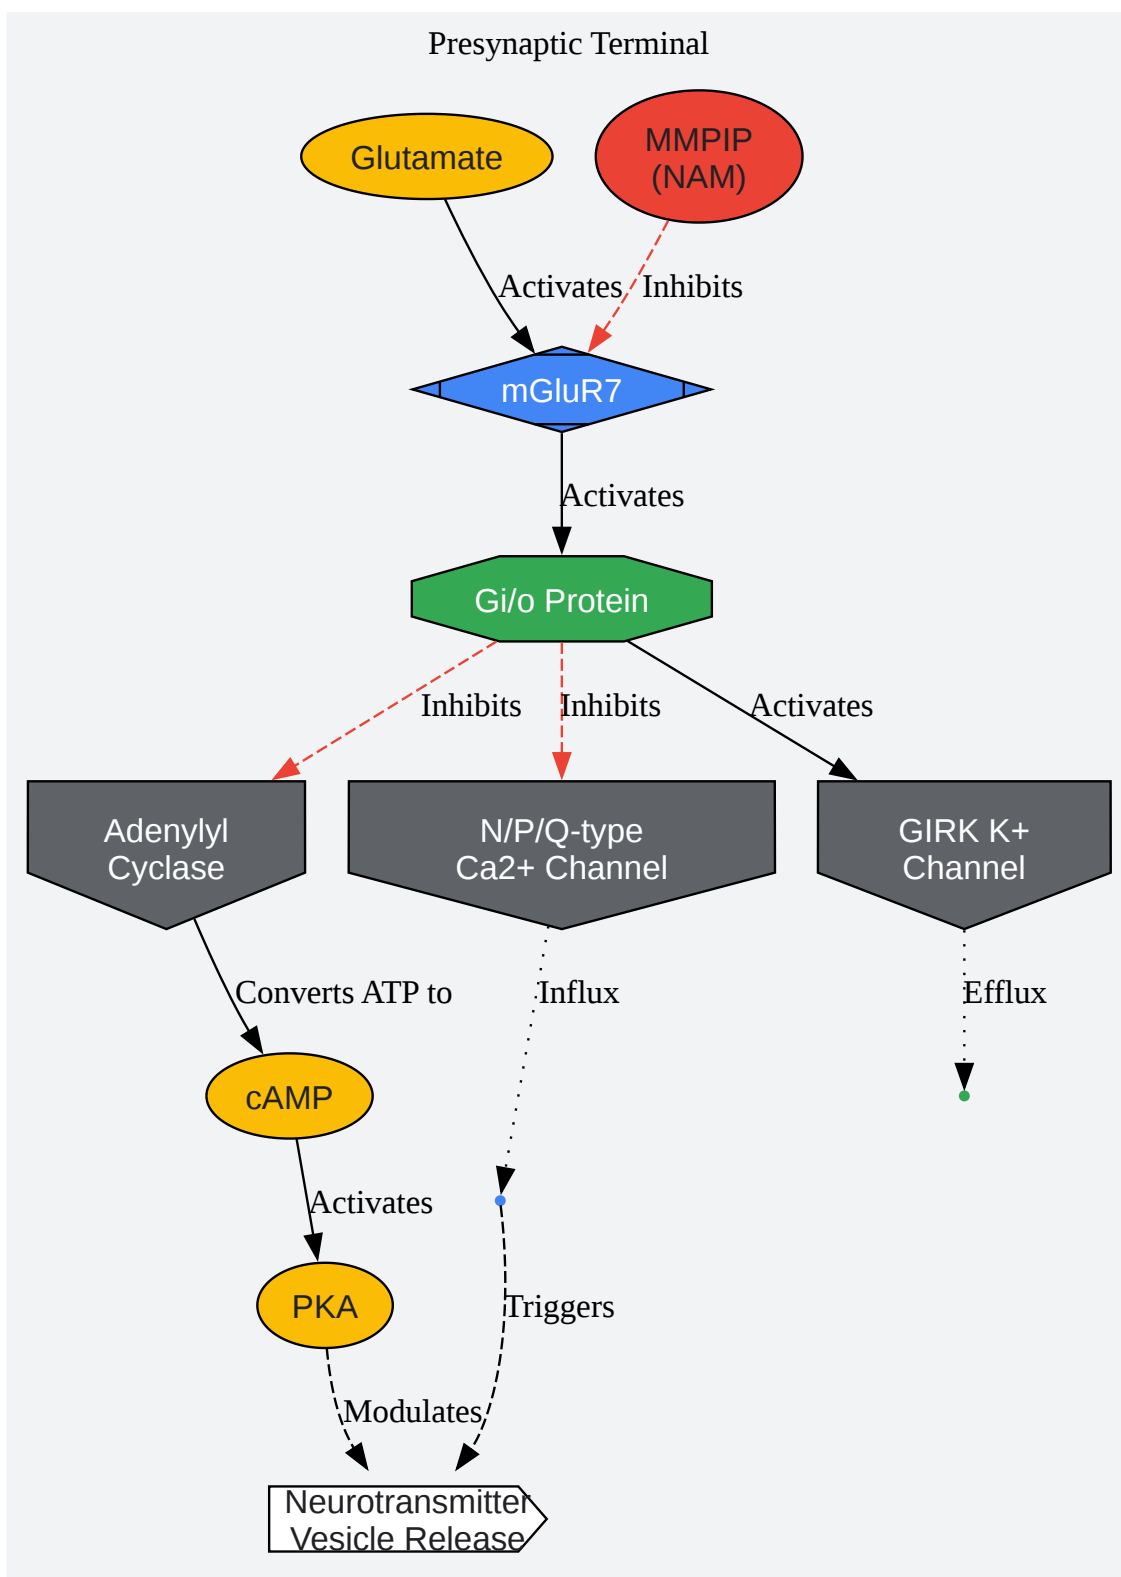 Presynaptic Terminal
Glutamate
MMPIP
(NAM)
Activates
Inhibits
mGluR7
Activates
Gi/o Protein
Inhibits
Inhibits
Activates
Adenylyl
Cyclase
N/P/Q-type
Ca2+ Channel
GIRK K+
Channel
Converts ATP to
Influx
Efflux
cAMP
Activates
PKA
Triggers
Modulates
Neurotransmitter
Vesicle Release